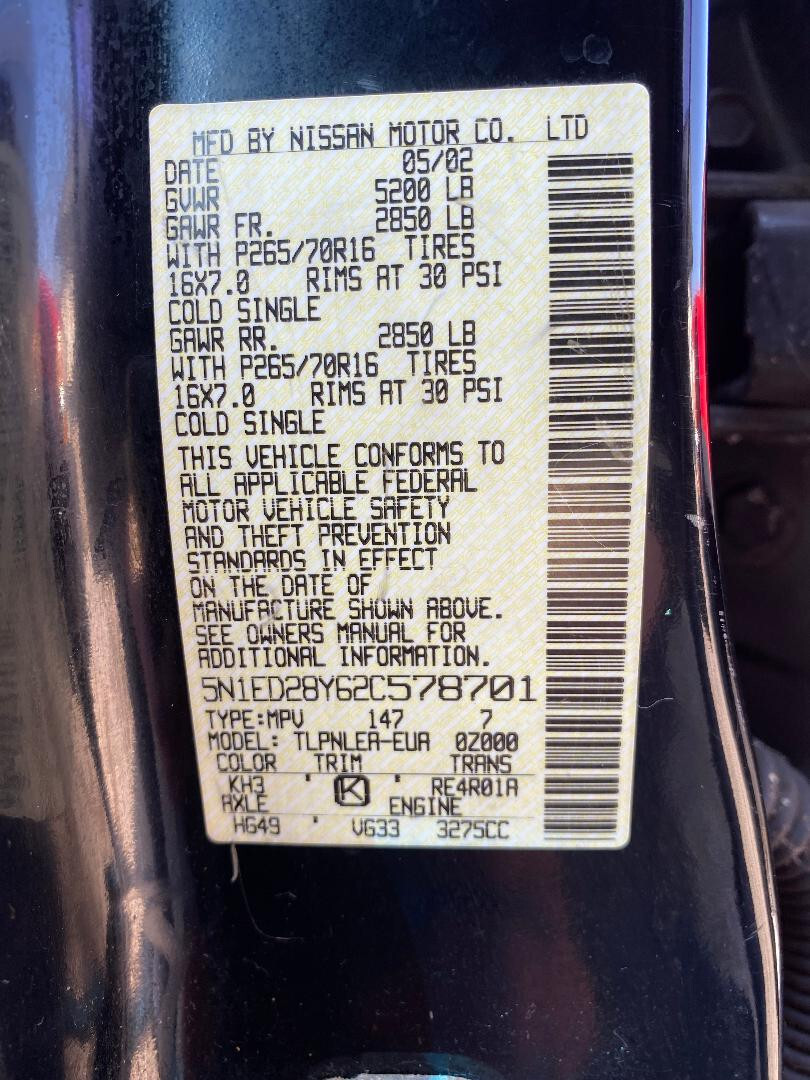 MFD BY NISSAN MOTOR CO. LTD
DATE 05/02
GVWR 5200 LB
GAWR FR. 2850 LB
WITH P265/70R16 TIRES
16X7.0 RIMS AT 30 PSI
COLD SINGLE
GAWR RR. 2850 LB
WITH P265/70R16 TIRES
16X7.0 RIMS AT 30 PSI
COLD SINGLE
THIS VEHICLE CONFORMS TO
ALL APPLICABLE FEDERAL
MOTOR VEHICLE SAFETY
AND THEFT PREVENTION
STANDARDS IN EFFECT
ON THE DATE OF
MANUFACTURE SHOWN ABOVE.
SEE OWNERS MANUAL FOR
ADDITIONAL INFORMATION.
5N1ED28Y62C578701
TYPE:MPV 147 7
MODEL: TLPNLEA-EUA 0Z000
COLOR TRIM TRANS
KH3 ' K ' RE4R01A
AXLE ENGINE
HG49 ' VG33 3275CC